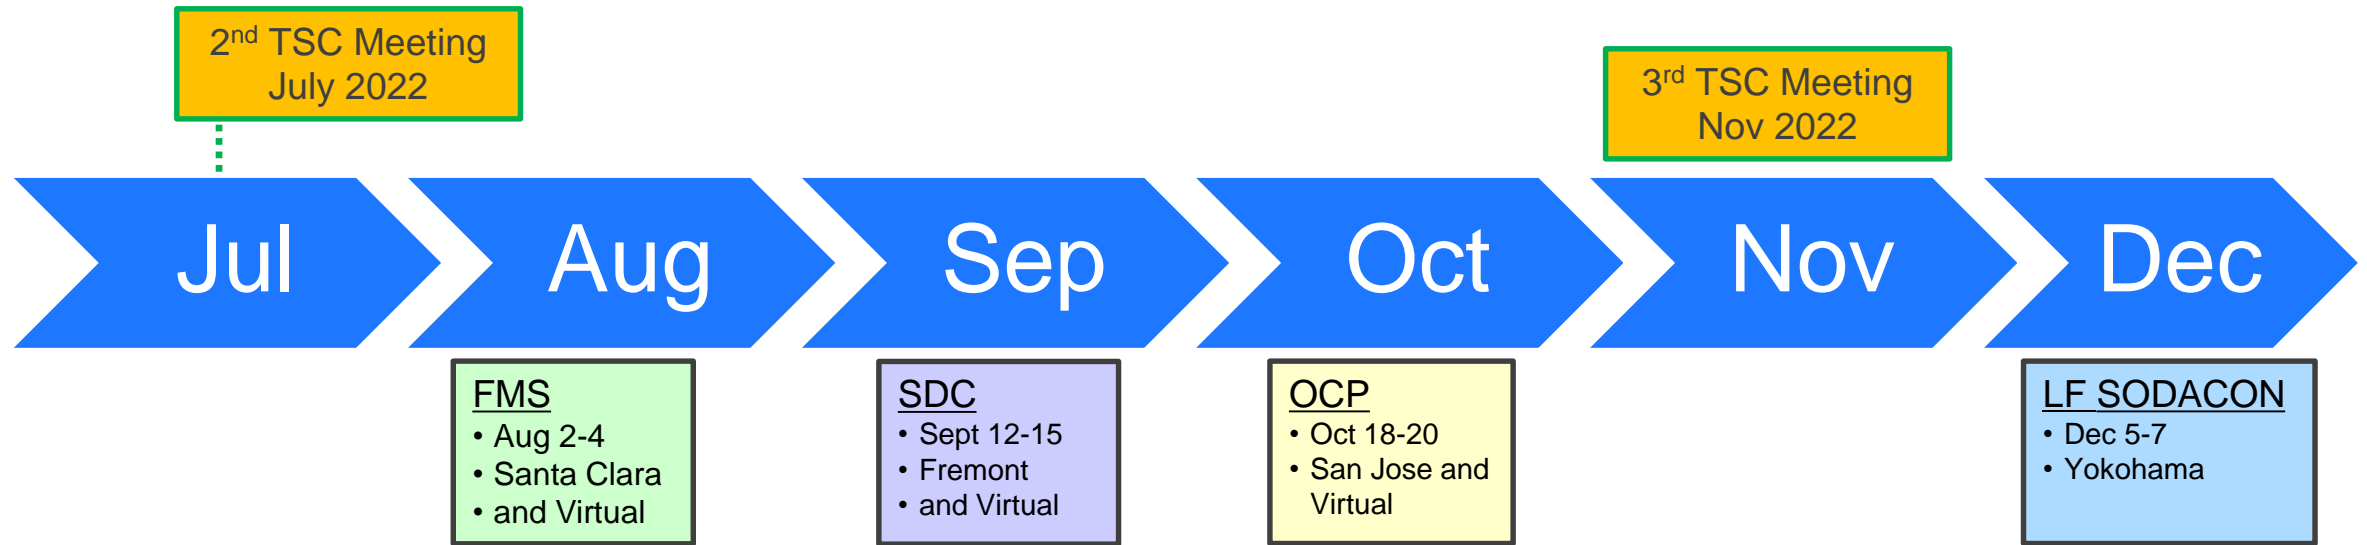 2nd TSC Meeting
July 2022
3rd TSC Meeting
Nov 2022
Jul
Aug
Sep
Oct
Nov
Dec
FMS
• Aug 2-4
• Santa Clara
• and Virtual
SDC
• Sept 12-15
• Fremont
• and Virtual
OCP
• Oct 18-20
• San Jose and
Virtual
LF SODACON
• Dec 5-7
• Yokohama